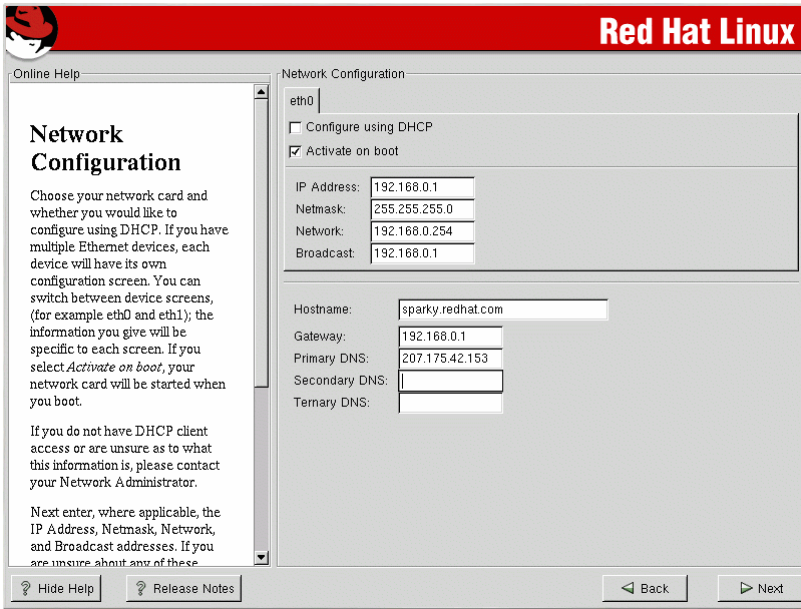 Red Hat Linux
Online Help
Network
Configuration
Choose your network card and
whether you would like to
configure using DHCP. If you have
multiple Ethernet devices, each
device will have its own
configuration screen. You can
switch between device screens,
(for example eth0 and eth1); the
information you give will be
specific to each screen. If you
select Activate on boot, your
network card will be started when
you boot.
If you do not have DHCP client
access or are unsure as to what
this information is, please contact
your Network Administrator.
Next enter, where applicable, the
IP Address, Netmask, Network,
and Broadcast addresses. If you
are unsure about any of these
Network Configuration
eth0
Configure using DHCP
Activate on boot
IP Address: 192.168.0.1
Netmask: 255.255.255.0
Network: 192.168.0.254
Broadcast: 192.168.0.1
Hostname: sparky.redhat.com
Gateway: 192.168.0.1
Primary DNS: 207.175.42.153
Secondary DNS:
Ternary DNS:
Hide Help Release Notes Back Next